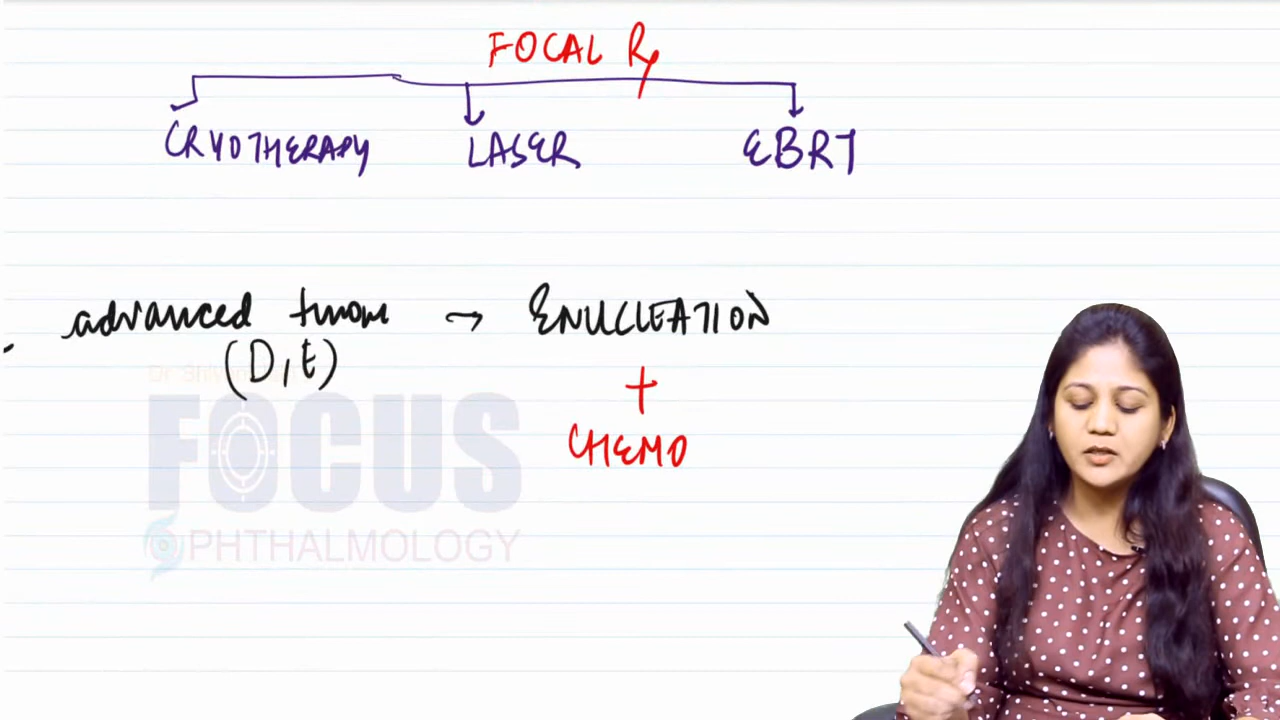 FOCAL Rx
CRYOTHERAPY LASER EBRT
advanced tumor → ENUCLEATION
(D, E)
+
CHEMO
FOCUS
OPHTHALMOLOGY